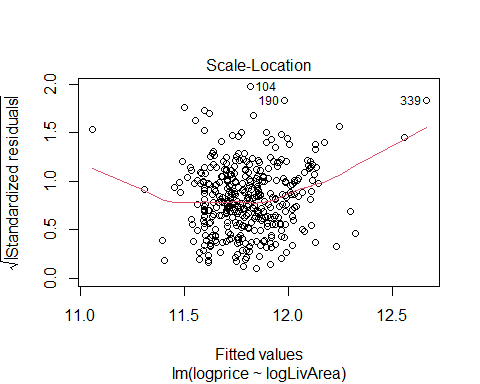 Scale-Location
√|Standardized residuals|
2.0
1.5
1.0
0.5
0.0
104
190
339
11.0 11.5 12.0 12.5
Fitted values
lm(logprice ~ logLivArea)